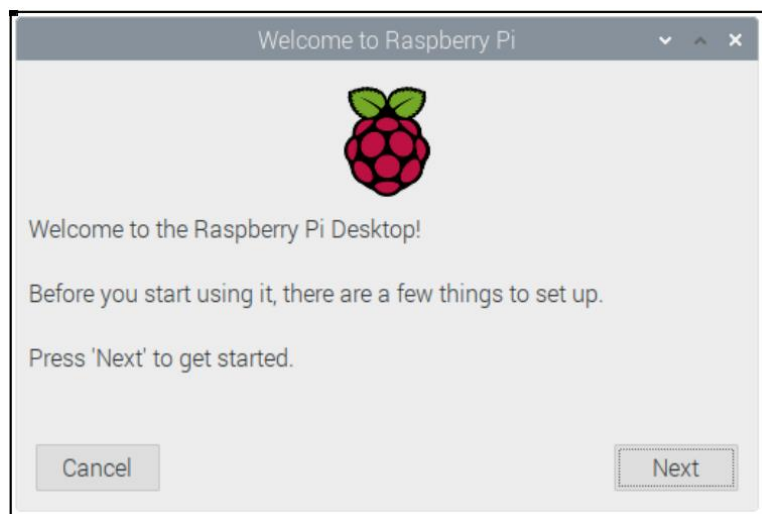 Welcome to Raspberry Pi
Welcome to the Raspberry Pi Desktop!
Before you start using it, there are a few things to set up.
Press 'Next' to get started.
Cancel
Next